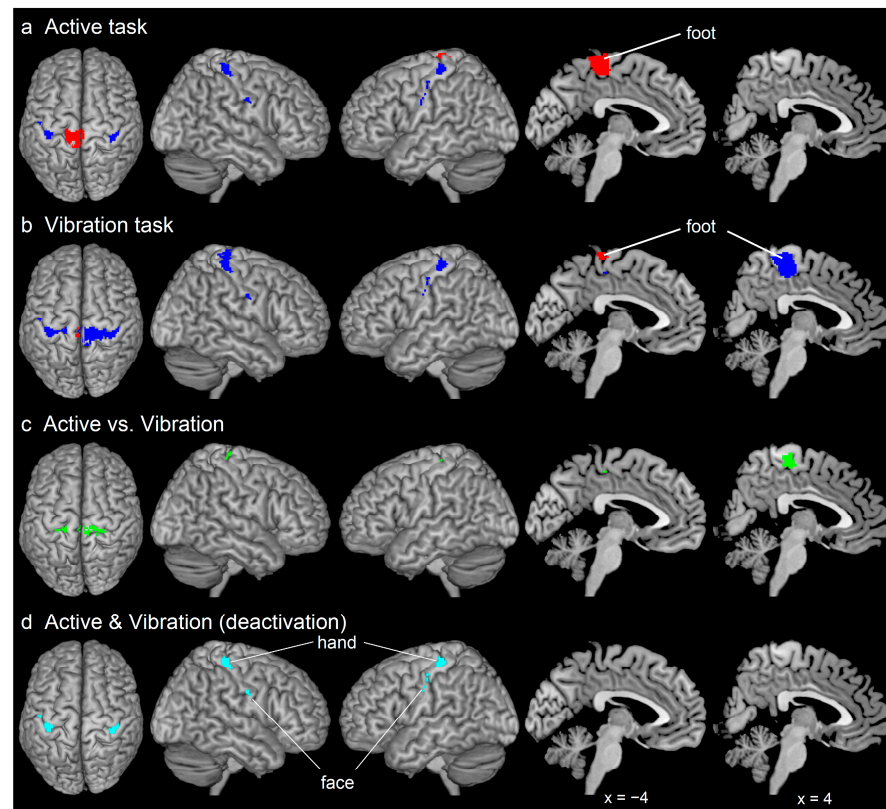 a Active task
foot
b Vibration task
foot
c Active vs. Vibration
d Active & Vibration (deactivation)
hand
face
x = −4
x = 4